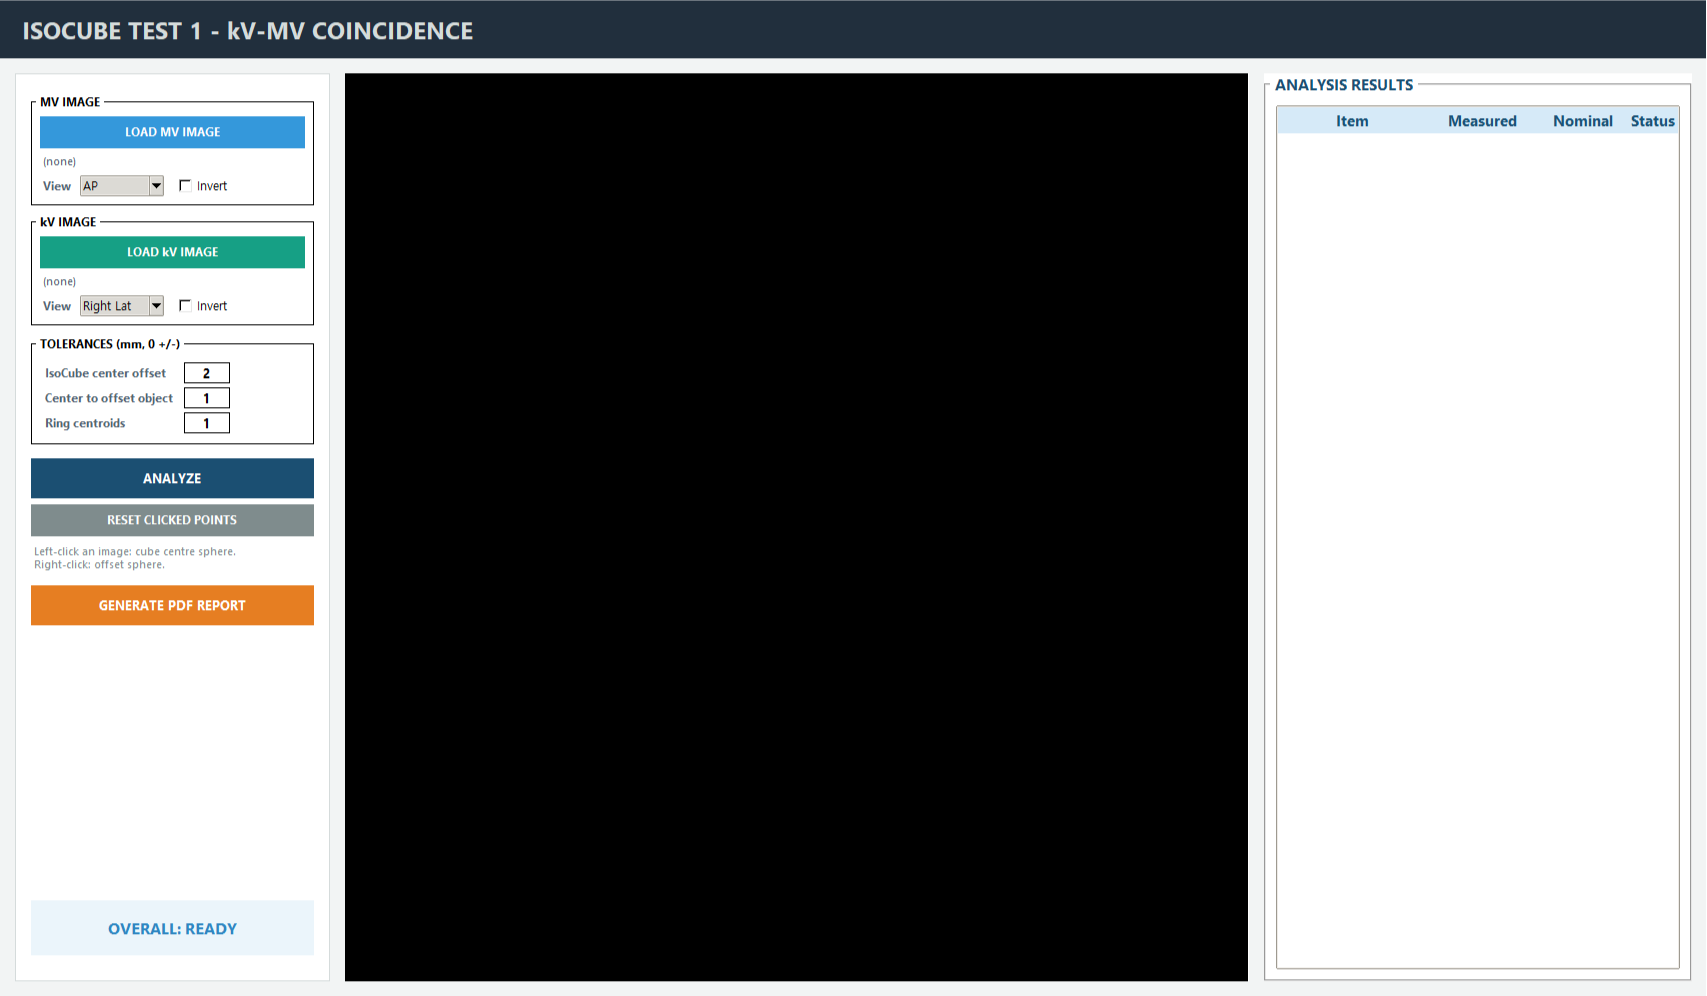 ISOCUBE TEST 1 - kV-MV COINCIDENCE
MV IMAGE
LOAD MV IMAGE
(none)
View AP Invert
kV IMAGE
LOAD kV IMAGE
(none)
View Right Lat Invert
TOLERANCES (mm, 0 +/-)
IsoCube center offset 2
Center to offset object 1
Ring centroids 1
ANALYZE
RESET CLICKED POINTS
Left-click an image: cube centre sphere.
Right-click: offset sphere.
GENERATE PDF REPORT
OVERALL: READY
ANALYSIS RESULTS
Item Measured Nominal Status